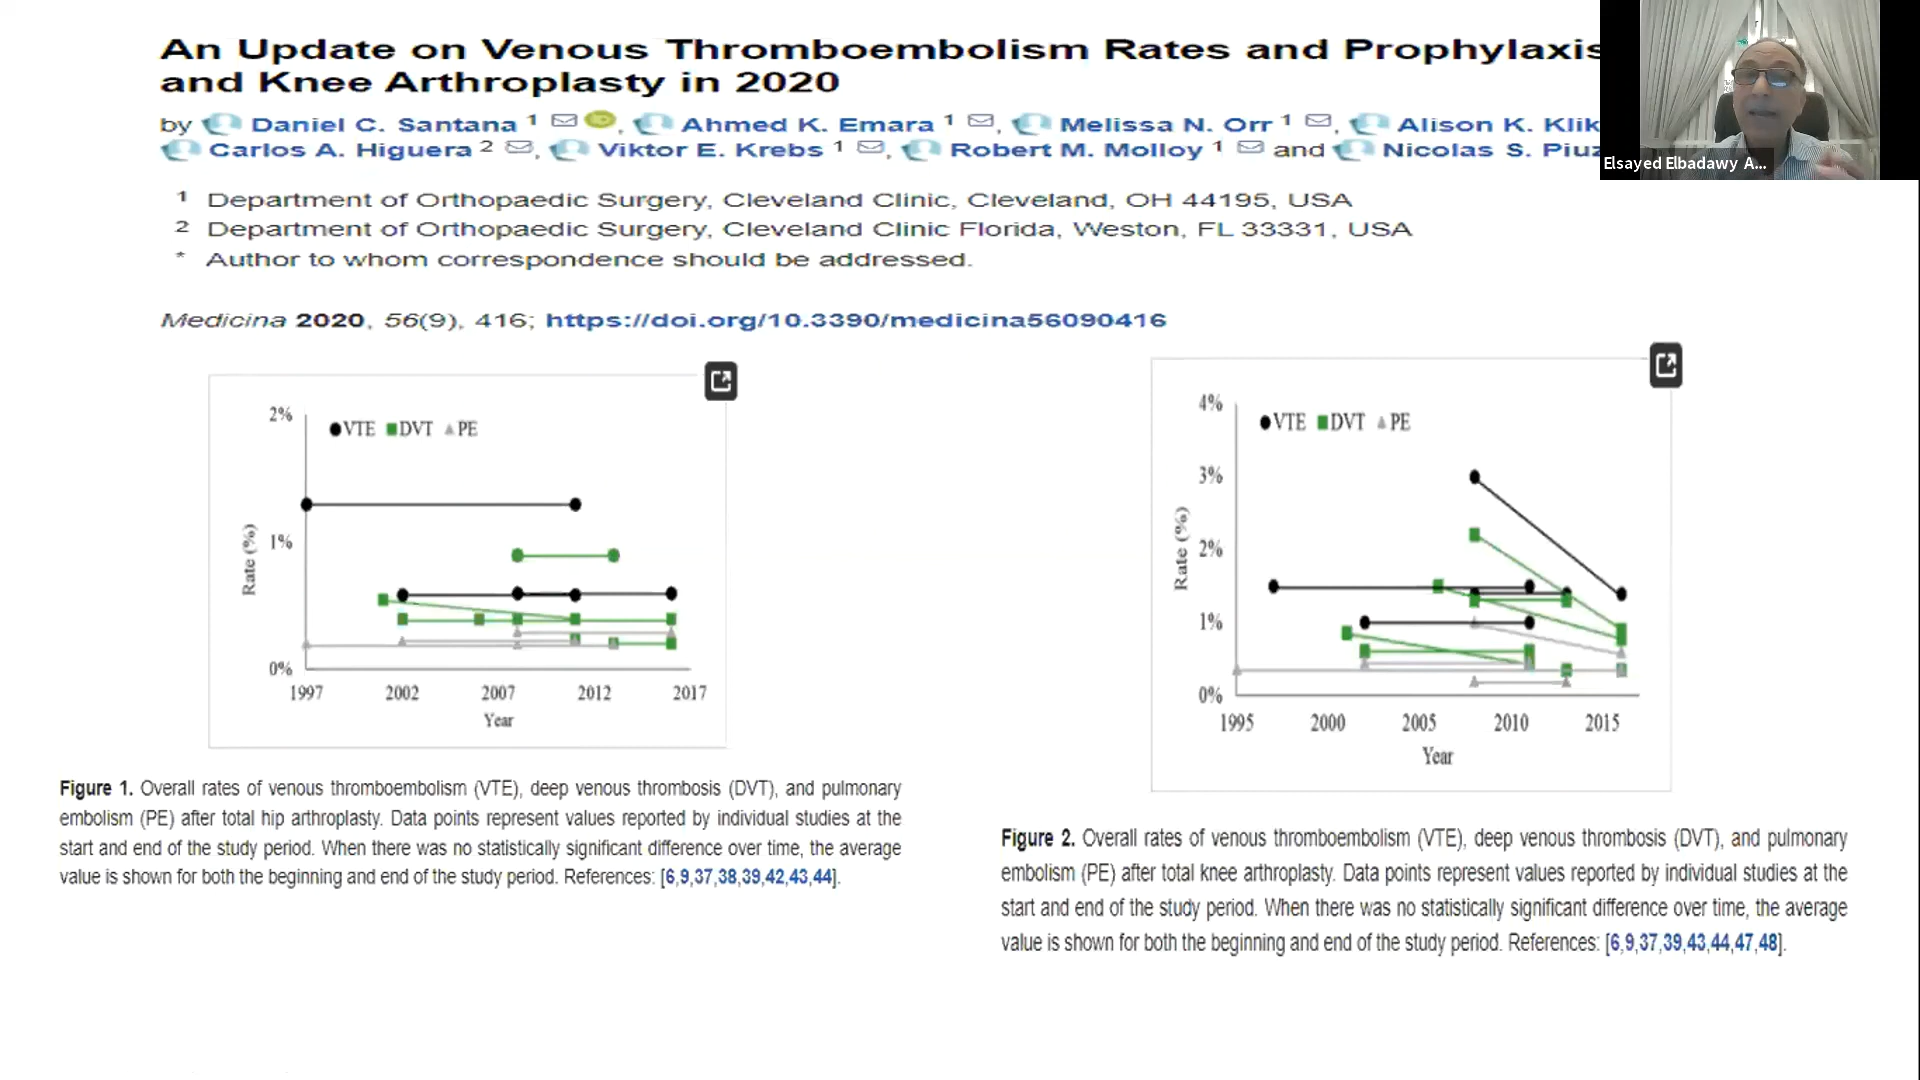 An Update on Venous Thromboembolism Rates and Prophylaxis
and Knee Arthroplasty in 2020
by Daniel C. Santana 1, Ahmed K. Emara 1, Melissa N. Orr 1, Alison K. Klik
Carlos A. Higuera 2, Viktor E. Krebs 1, Robert M. Molloy 1 and Nicolas S. Piuz
Elsayed Elbadawy A...
1 Department of Orthopaedic Surgery, Cleveland Clinic, Cleveland, OH 44195, USA
2 Department of Orthopaedic Surgery, Cleveland Clinic Florida, Weston, FL 33331, USA
* Author to whom correspondence should be addressed.
Medicina 2020, 56(9), 416; https://doi.org/10.3390/medicina56090416
2%
VTE DVT PE
1%
Rate (%)
0%
1997 2002 2007 2012 2017
Year
Figure 1. Overall rates of venous thromboembolism (VTE), deep venous thrombosis (DVT), and pulmonary
embolism (PE) after total hip arthroplasty. Data points represent values reported by individual studies at the
start and end of the study period. When there was no statistically significant difference over time, the average
value is shown for both the beginning and end of the study period. References: [6,9,37,38,39,42,43,44].
4%
VTE DVT PE
3%
2%
Rate (%)
1%
0%
1995 2000 2005 2010 2015
Year
Figure 2. Overall rates of venous thromboembolism (VTE), deep venous thrombosis (DVT), and pulmonary
embolism (PE) after total knee arthroplasty. Data points represent values reported by individual studies at the
start and end of the study period. When there was no statistically significant difference over time, the average
value is shown for both the beginning and end of the study period. References: [6,9,37,39,43,44,47,48].